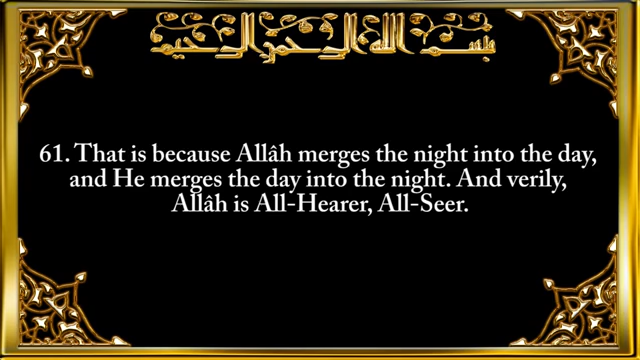 بسم الله الرحمن الرحيم
61. That is because Allâh merges the night into the day,
and He merges the day into the night. And verily,
Allâh is All-Hearer, All-Seer.